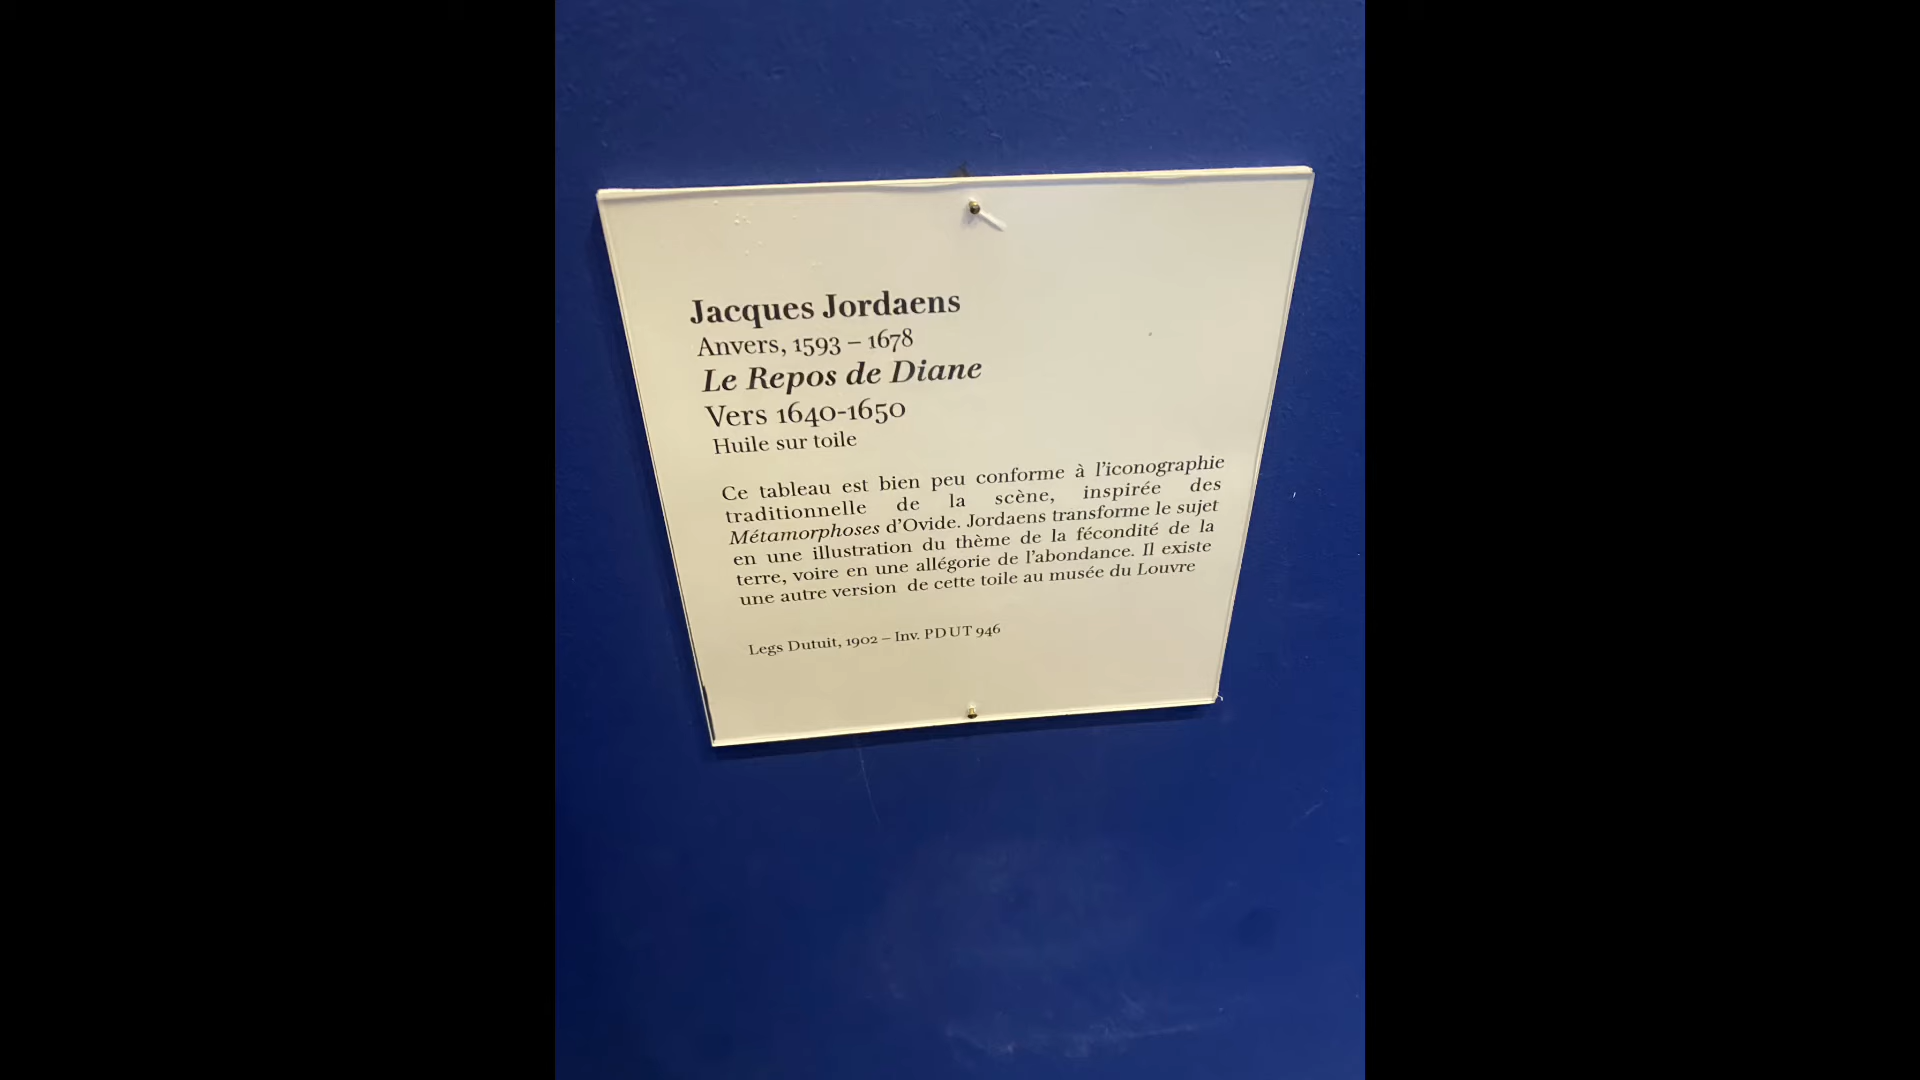 Jacques Jordaens
Anvers, 1593 – 1678
Le Repos de Diane
Vers 1640-1650
Huile sur toile
Ce tableau est bien peu conforme à l’iconographie
traditionnelle de la scène, inspirée des
Métamorphoses d’Ovide. Jordaens transforme le sujet
en une illustration du thème de la fécondité de la
terre, voire en une allégorie de l’abondance. Il existe
une autre version de cette toile au musée du Louvre
Legs Dutuit, 1902 – Inv. PDUT 946